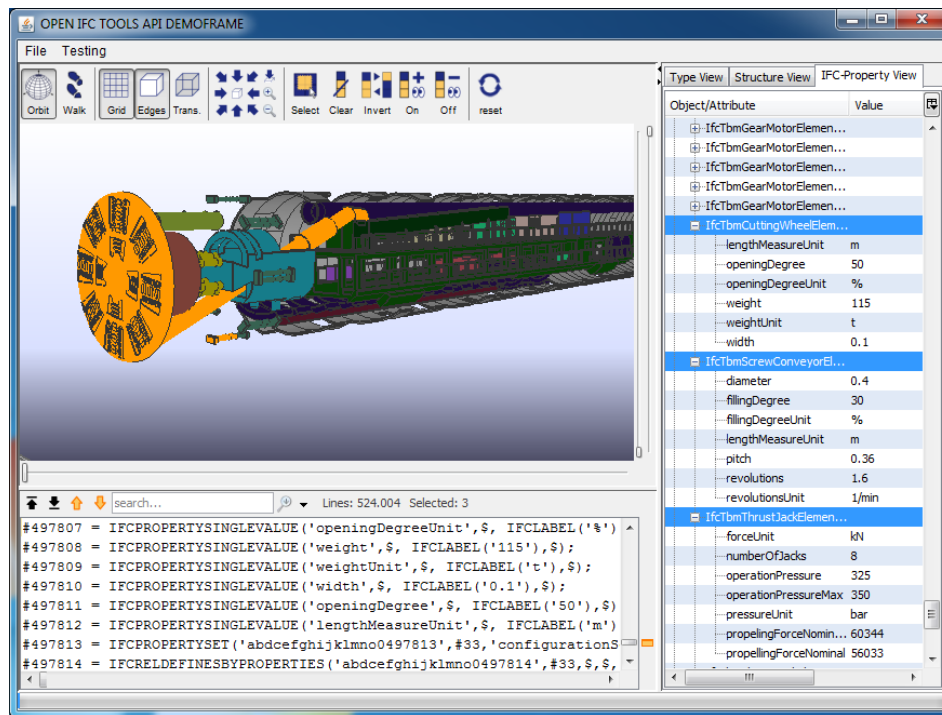 OPEN IFC TOOLS API DEMOFRAME
File Testing
Orbit Walk Grid Edges Trans. Select Clear Invert On Off reset
Lines: 524.004 Selected: 3
search...
#497807 = IFCPROPERTYSINGLEVALUE('openingDegreeUnit',$, IFCLABEL('%')
#497808 = IFCPROPERTYSINGLEVALUE('weight',$, IFCLABEL('115'),$);
#497809 = IFCPROPERTYSINGLEVALUE('weightUnit',$, IFCLABEL('t'),$);
#497810 = IFCPROPERTYSINGLEVALUE('width',$, IFCLABEL('0.1'),$);
#497811 = IFCPROPERTYSINGLEVALUE('openingDegree',$, IFCLABEL('50'),$)
#497812 = IFCPROPERTYSINGLEVALUE('lengthMeasureUnit',$, IFCLABEL('m')
#497813 = IFCPROPERTYSET('abdcefghijklmno0497813',#33,'configurationS
#497814 = IFCRELDEFINESBYPROPERTIES('abdcefghijklmno0497814',#33,$,$,
Type View Structure View IFC-Property View
Object/Attribute Value
IfcTbmGearMotorElemen...
IfcTbmGearMotorElemen...
IfcTbmGearMotorElemen...
IfcTbmGearMotorElemen...
IfcTbmGearMotorElemen...
IfcTbmCuttingWheelElem...
lengthMeasureUnit m
openingDegree 50
openingDegreeUnit %
weight 115
weightUnit t
width 0.1
IfcTbmScrewConveyorEl...
diameter 0.4
fillingDegree 30
fillingDegreeUnit %
lengthMeasureUnit m
pitch 0.36
revolutions 1.6
revolutionsUnit 1/min
IfcTbmThrustJackElemen...
forceUnit kN
numberOfJacks 8
operationPressure 325
operationPressureMax 350
pressureUnit bar
propelingForceNomin... 60344
propellingForceNominal 56033